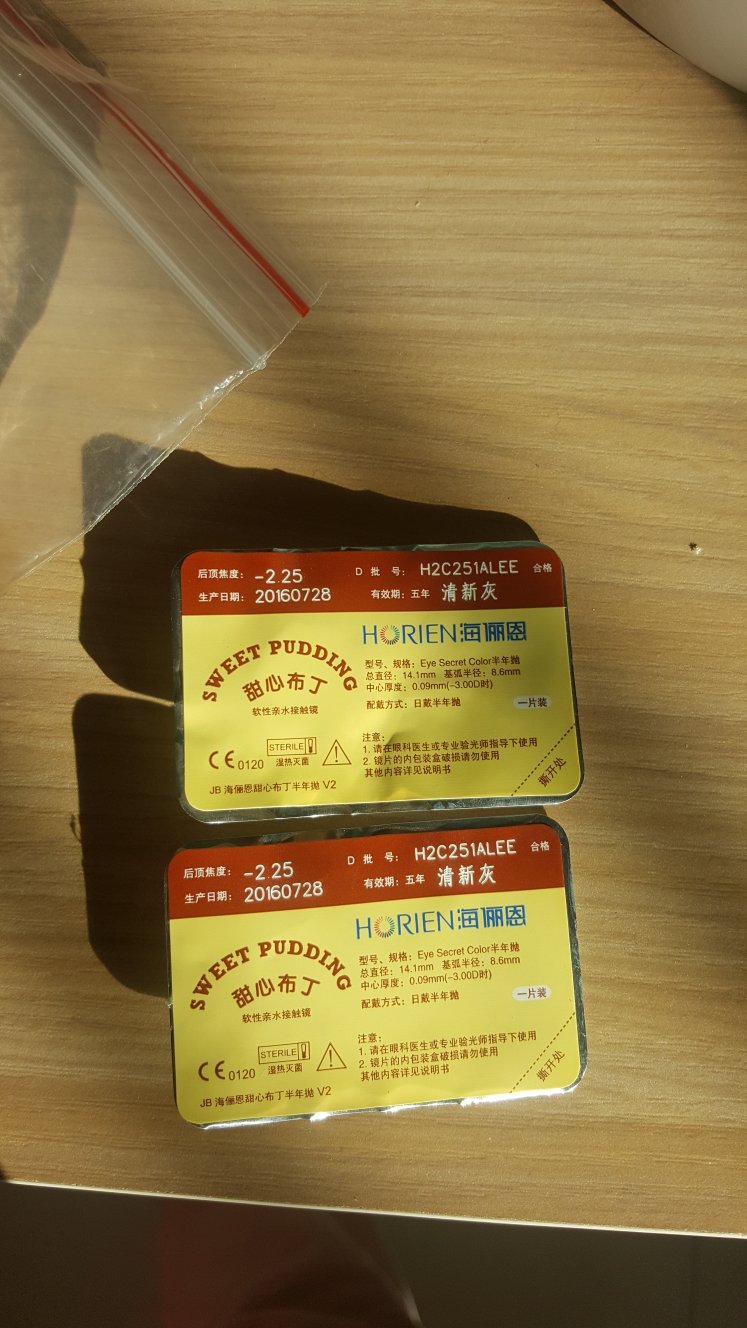 后顶焦度： -2.25 D 批 号： H2C251ALEE 合格
生产日期： 20160728 有效期：五年 清新灰
HORIEN海俪恩
SWEET PUDDING
甜心布丁
软性亲水接触镜
型号、规格：Eye Secret Color半年抛
总直径：14.1mm 基弧半径：8.6mm
中心厚度：0.09mm(-3.00D时)
配戴方式：日戴半年抛 一片装
注意：
1. 请在眼科医生或专业验光师指导下使用
2. 镜片的内包装盒破损请勿使用
其他内容详见说明书
CE 0120 STERILE
湿热灭菌
JB 海俪恩甜心布丁半年抛 V2
撕开处
后顶焦度： -2.25 D 批 号： H2C251ALEE 合格
生产日期： 20160728 有效期：五年 清新灰
HORIEN海俪恩
SWEET PUDDING
甜心布丁
软性亲水接触镜
型号、规格：Eye Secret Color半年抛
总直径：14.1mm 基弧半径：8.6mm
中心厚度：0.09mm(-3.00D时)
配戴方式：日戴半年抛 一片装
注意：
1. 请在眼科医生或专业验光师指导下使用
2. 镜片的内包装盒破损请勿使用
其他内容详见说明书
CE 0120 STERILE
湿热灭菌
JB 海俪恩甜心布丁半年抛 V2
撕开处